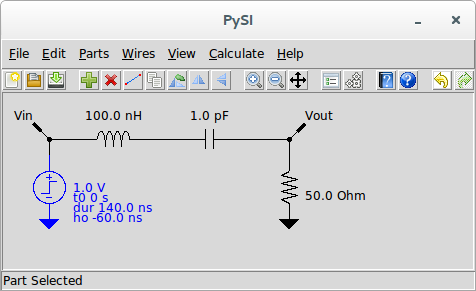 PySI
File Edit Parts Wires View Calculate Help
Vin 100.0 nH 1.0 pF Vout
1.0 V
t0 0 s
dur 140.0 ns
ho -60.0 ns
50.0 Ohm
Part Selected